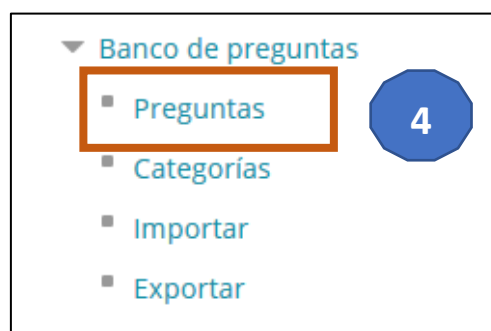 Banco de preguntas
Preguntas
4
Categorías
Importar
Exportar